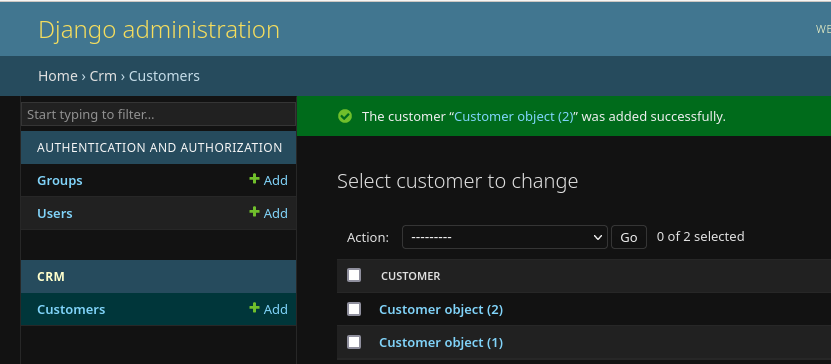 Django administration
WE
Home › Crm › Customers
Start typing to filter...
AUTHENTICATION AND AUTHORIZATION
Groups + Add
Users + Add
CRM
Customers + Add
The customer “Customer object (2)” was added successfully.
Select customer to change
Action: --------- Go 0 of 2 selected
CUSTOMER
Customer object (2)
Customer object (1)